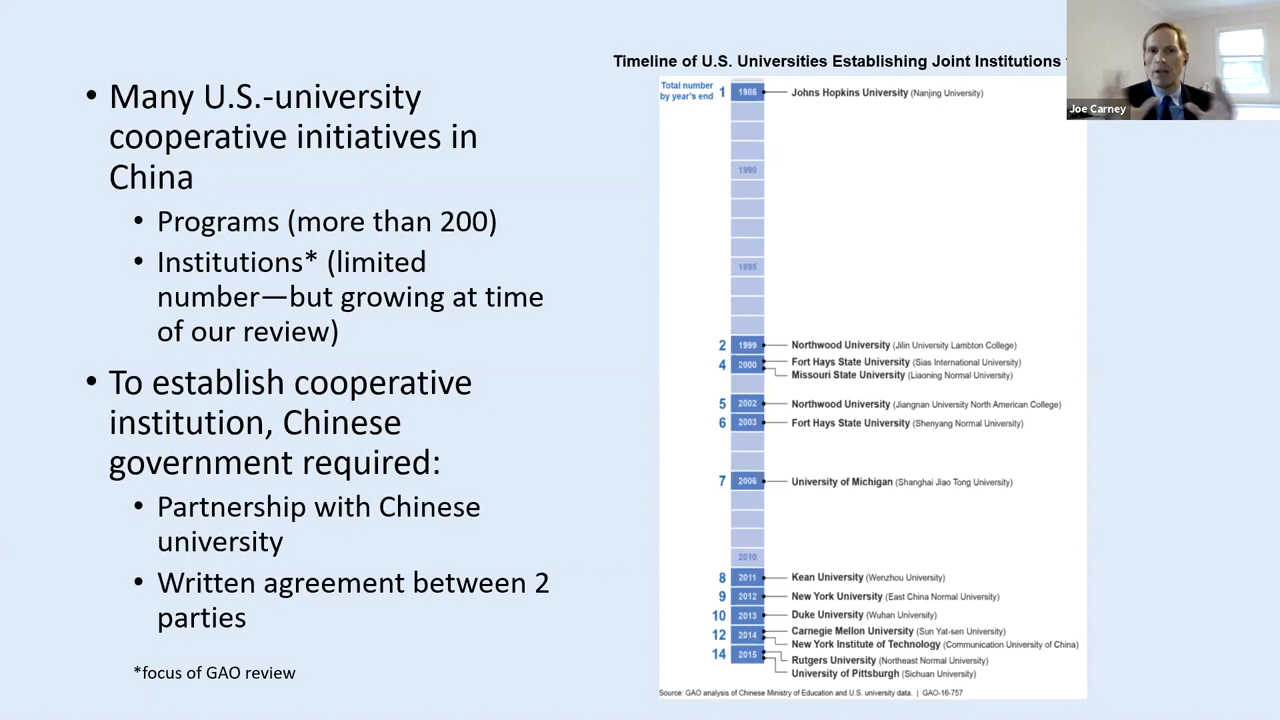 • Many U.S.-university
cooperative initiatives in
China
• Programs (more than 200)
• Institutions* (limited
number—but growing at time
of our review)
• To establish cooperative
institution, Chinese
government required:
• Partnership with Chinese
university
• Written agreement between 2
parties
*focus of GAO review
Timeline of U.S. Universities Establishing Joint Institutions
Total number
by year's end
1 1986 Johns Hopkins University (Nanjing University)
1990
1995
2 1999 Northwood University (Jilin University Lambton College)
4 2000 Fort Hays State University (Sias International University)
Missouri State University (Liaoning Normal University)
5 2002 Northwood University (Jiangnan University North American College)
6 2003 Fort Hays State University (Shenyang Normal University)
7 2006 University of Michigan (Shanghai Jiao Tong University)
2010
8 2011 Kean University (Wenzhou University)
9 2012 New York University (East China Normal University)
10 2013 Duke University (Wuhan University)
12 2014 Carnegie Mellon University (Sun Yat-sen University)
New York Institute of Technology (Communication University of China)
14 2015 Rutgers University (Northeast Normal University)
University of Pittsburgh (Sichuan University)
Source: GAO analysis of Chinese Ministry of Education and U.S. university data. | GAO-16-757
Joe Carney